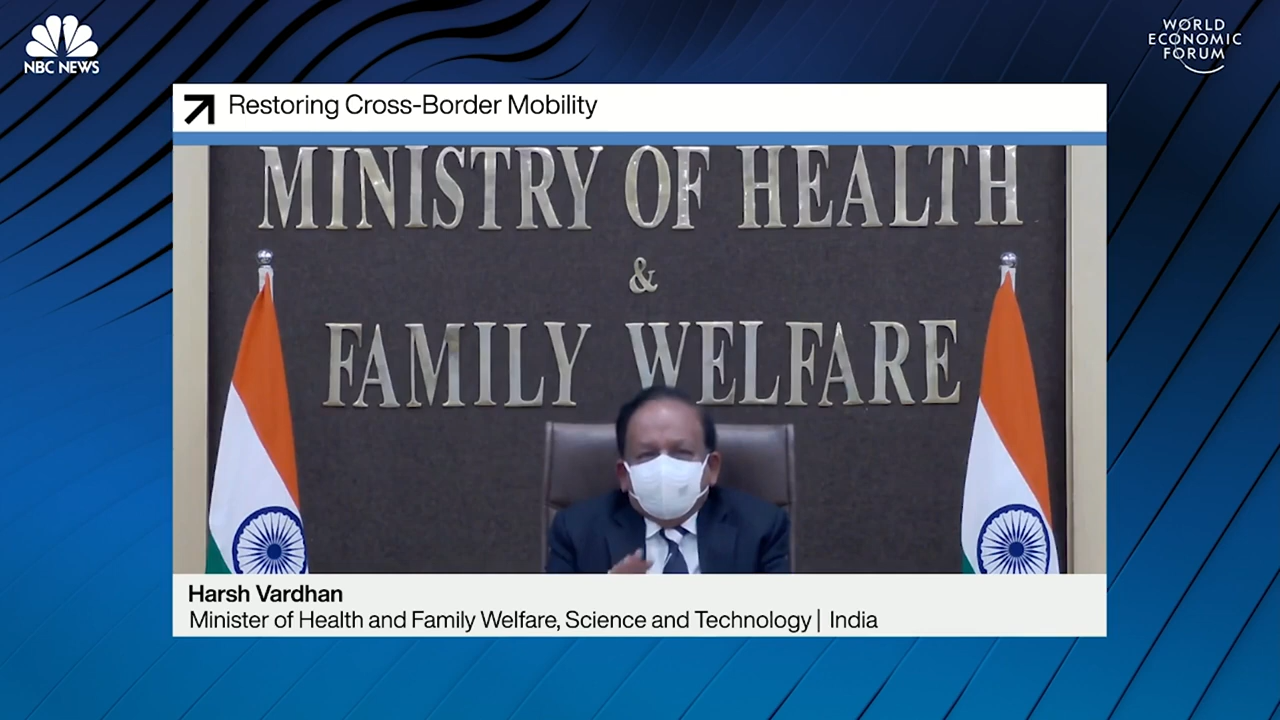 NBC NEWS
WORLD
ECONOMIC
FORUM
Restoring Cross-Border Mobility
MINISTRY OF HEALTH
&
FAMILY WELFARE
Harsh Vardhan
Minister of Health and Family Welfare, Science and Technology | India